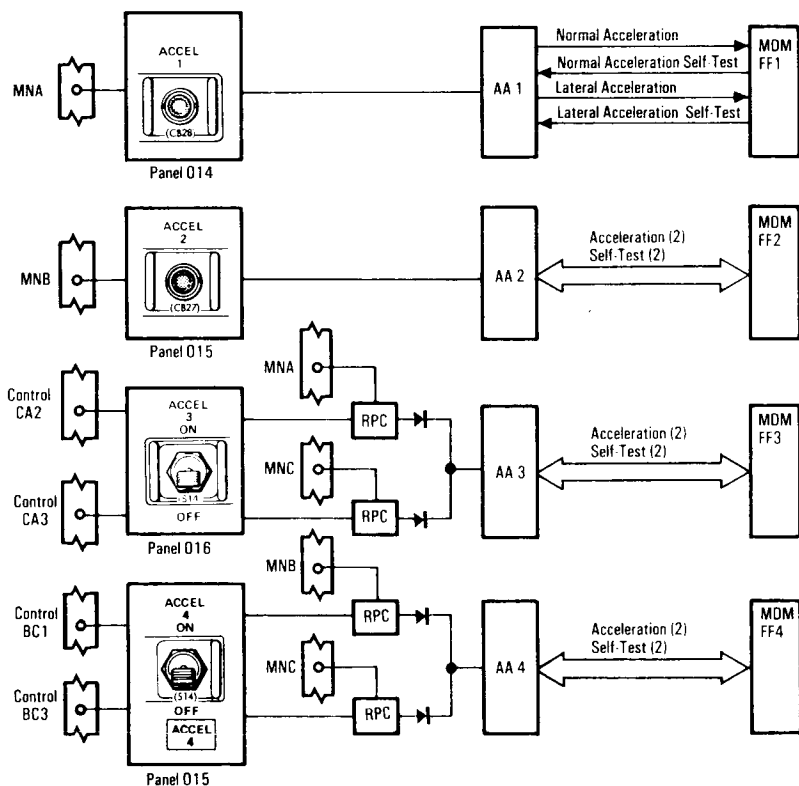 MNA
ACCEL
1
(CB28)
Panel O14
AA 1
Normal Acceleration
Normal Acceleration Self-Test
Lateral Acceleration
Lateral Acceleration Self-Test
MDM
FF1
MNB
ACCEL
2
(CB27)
Panel O15
AA 2
Acceleration (2)
Self-Test (2)
MDM
FF2
Control
CA2
Control
CA3
ACCEL
3
ON
(S14)
OFF
Panel O16
MNA
RPC
MNC
RPC
AA 3
Acceleration (2)
Self-Test (2)
MDM
FF3
Control
BC1
Control
BC3
ACCEL
4
ON
(S14)
OFF
ACCEL
4
Panel O15
MNB
RPC
MNC
RPC
AA 4
Acceleration (2)
Self-Test (2)
MDM
FF4